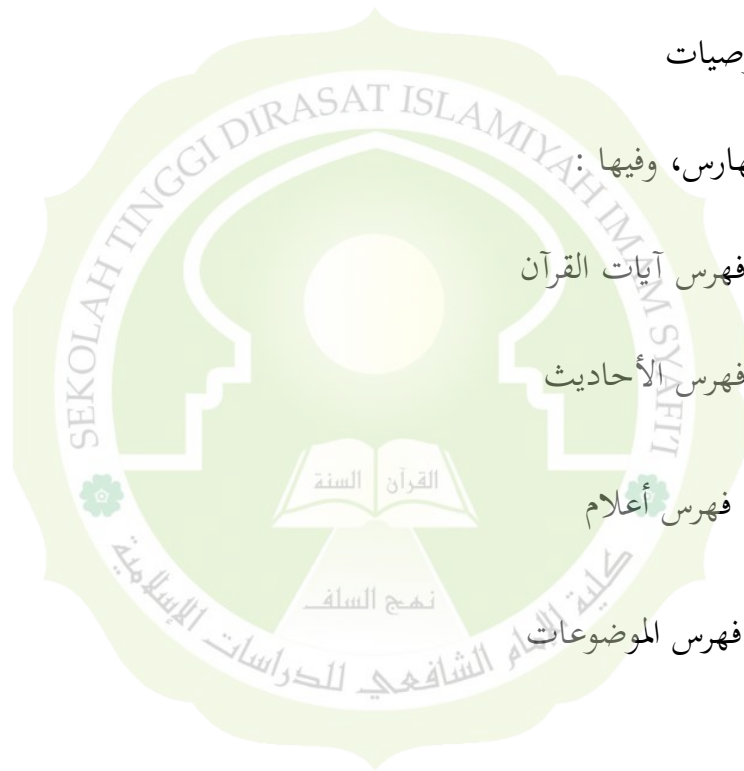 صيات
هارس، وفيها :
فهرس آيات القرآن
فهرس الأحاديث
فهرس أعلام
فهرس الموضوعات
SEKOLAH TINGGI DIRASAT ISLAMIYAH IMAM SYAFI'I
القرآن السنة
نهج السلف
كلية الإمام الشافعي للدراسات الإسلامية